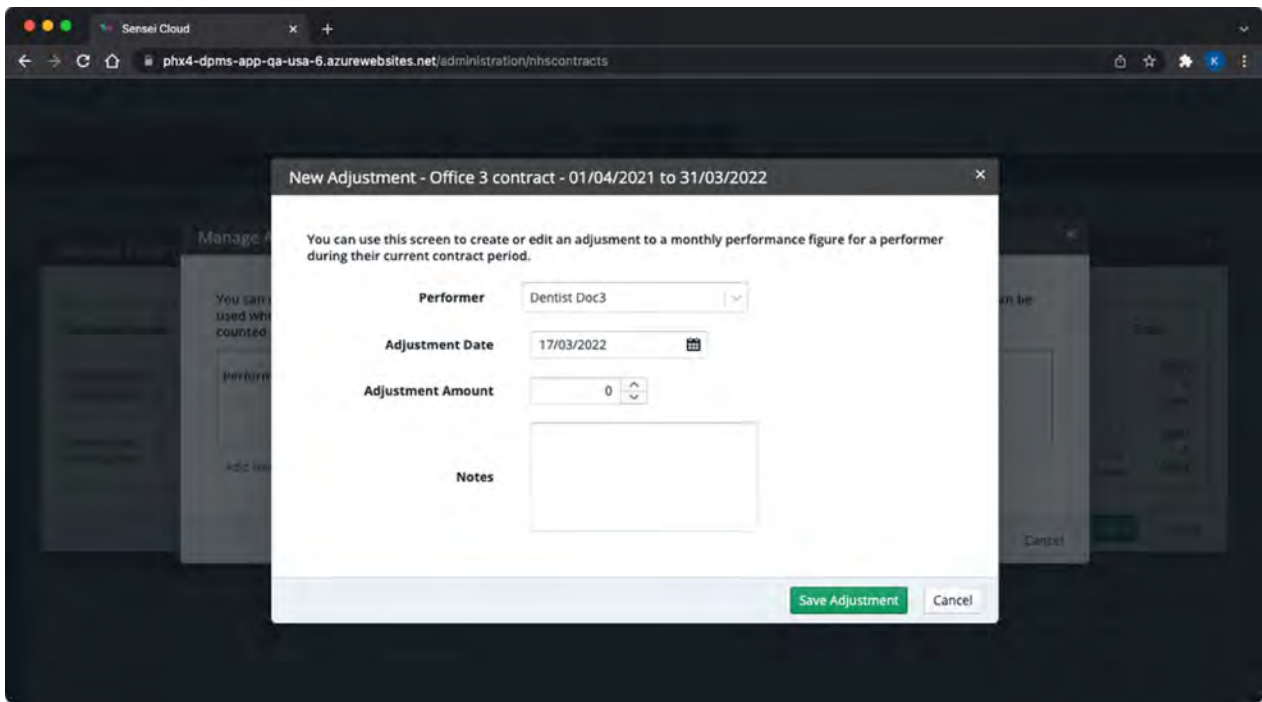 Sensei Cloud
phx4-dpms-app-qa-usa-6.azurewebsites.net/administration/nhscontracts
K
New Adjustment - Office 3 contract - 01/04/2021 to 31/03/2022
Manage A
You can use this screen to create or edit an adjusment to a monthly performance figure for a performer
during their current contract period.
You can
an be
used whe
counted
Performer
Dentist Doc3
Adjustment Date
17/03/2022
Perform
Adjustment Amount
0
Notes
Cancel
Save Adjustment
Cancel